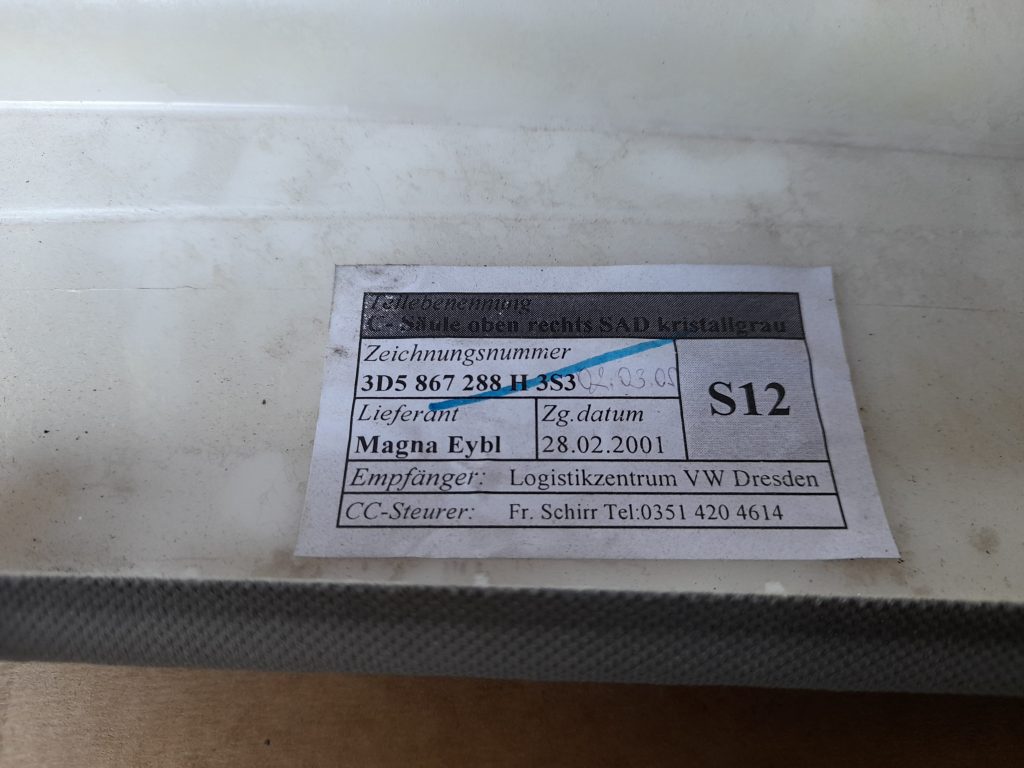 Teilebenennung
C- Säule oben rechts SAD kristallgrau
Zeichnungsnummer
3D5 867 288 H 3S3
S12
Lieferant
Magna Eybl
Zg.datum
28.02.2001
Empfänger: Logistikzentrum VW Dresden
CC-Steurer: Fr. Schirr Tel:0351 420 4614